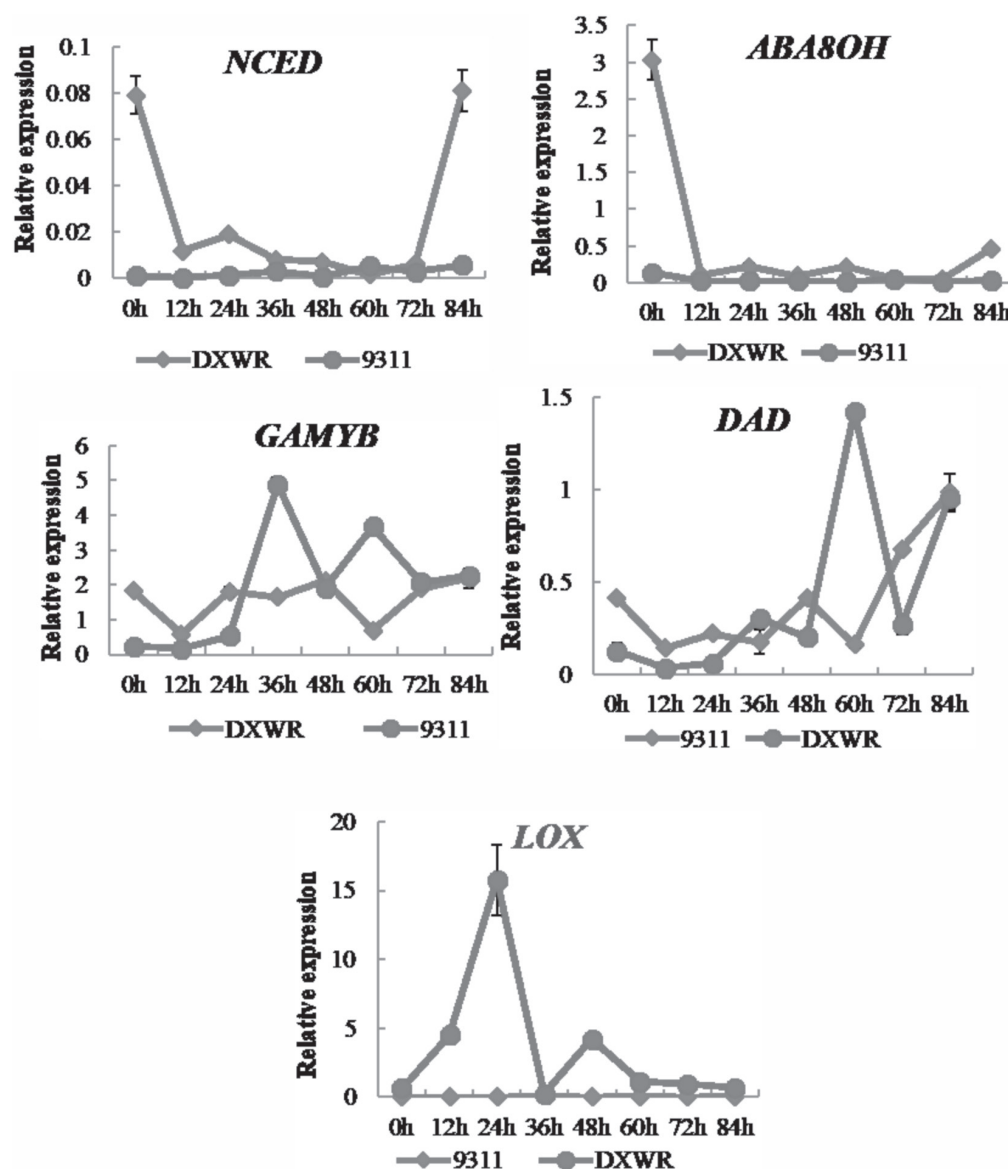 NCED
Relative expression
0.1
0.08
0.06
0.04
0.02
0
0h 12h 24h 36h 48h 60h 72h 84h
DXWR 9311
ABA8OH
Relative expression
3.5
3
2.5
2
1.5
1
0.5
0
0h 12h 24h 36h 48h 60h 72h 84h
DXWR 9311
GAMYB
Relative expression
6
5
4
3
2
1
0
0h 12h 24h 36h 48h 60h 72h 84h
DXWR 9311
DAD
Relative expression
1.5
1
0.5
0
0h 12h 24h 36h 48h 60h 72h 84h
9311 DXWR
LOX
Relative expression
20
15
10
5
0
0h 12h 24h 36h 48h 60h 72h 84h
9311 DXWR